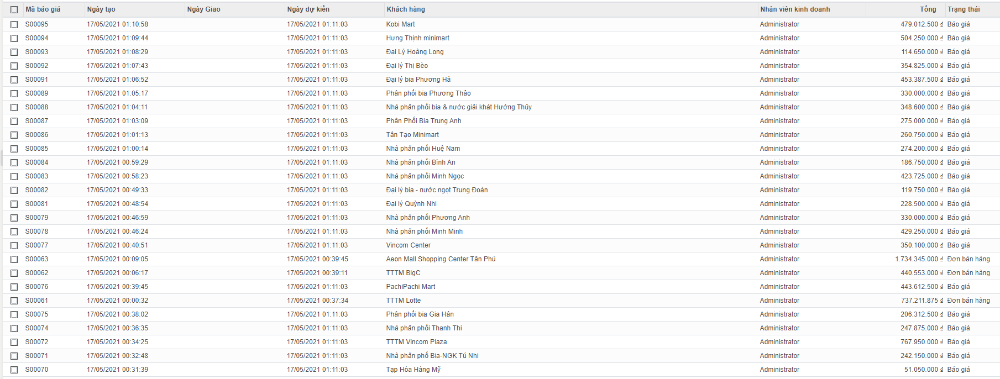 Mã báo giá Ngày tạo Ngày Giao Ngày dự kiến Khách hàng Nhân viên kinh doanh Tổng Trạng thái
S00095 17/05/2021 01:10:58 17/05/2021 01:11:03 Kobi Mart Administrator 479.012.500 ₫ Báo giá
S00094 17/05/2021 01:09:44 17/05/2021 01:11:03 Hưng Thịnh minimart Administrator 504.250.000 ₫ Báo giá
S00093 17/05/2021 01:08:29 17/05/2021 01:11:03 Đại Lý Hoàng Long Administrator 114.650.000 ₫ Báo giá
S00092 17/05/2021 01:07:43 17/05/2021 01:11:03 Đại lý Thị Bèo Administrator 354.825.000 ₫ Báo giá
S00091 17/05/2021 01:06:52 17/05/2021 01:11:03 Đại lý bia Phương Hà Administrator 453.387.500 ₫ Báo giá
S00089 17/05/2021 01:05:17 17/05/2021 01:11:03 Phân phối bia Phương Thảo Administrator 330.000.000 ₫ Báo giá
S00088 17/05/2021 01:04:11 17/05/2021 01:11:03 Nhà phân phối bia & nước giải khát Hướng Thủy Administrator 348.600.000 ₫ Báo giá
S00087 17/05/2021 01:03:09 17/05/2021 01:11:03 Phân Phối Bia Trung Anh Administrator 275.000.000 ₫ Báo giá
S00086 17/05/2021 01:01:13 17/05/2021 01:11:03 Tân Tạo Minimart Administrator 260.750.000 ₫ Báo giá
S00085 17/05/2021 01:00:14 17/05/2021 01:11:03 Nhà phân phối Huệ Nam Administrator 274.200.000 ₫ Báo giá
S00084 17/05/2021 00:59:29 17/05/2021 01:11:03 Nhà phân phối Bình An Administrator 186.750.000 ₫ Báo giá
S00083 17/05/2021 00:58:23 17/05/2021 01:11:03 Nhà phân phối Minh Ngọc Administrator 423.725.000 ₫ Báo giá
S00082 17/05/2021 00:49:33 17/05/2021 01:11:03 Đại lý bia - nước ngọt Trung Đoàn Administrator 119.750.000 ₫ Báo giá
S00081 17/05/2021 00:48:54 17/05/2021 01:11:03 Đại lý Quỳnh Nhi Administrator 228.500.000 ₫ Báo giá
S00079 17/05/2021 00:46:59 17/05/2021 01:11:03 Nhà phân phối Phương Anh Administrator 330.000.000 ₫ Báo giá
S00078 17/05/2021 00:46:24 17/05/2021 01:11:03 Nhà phân phối Minh Minh Administrator 429.250.000 ₫ Báo giá
S00077 17/05/2021 00:40:51 17/05/2021 01:11:03 Vincom Center Administrator 350.100.000 ₫ Báo giá
S00063 17/05/2021 00:09:05 17/05/2021 00:39:45 Aeon Mall Shopping Center Tân Phú Administrator 1.734.345.000 ₫ Đơn bán hàng
S00062 17/05/2021 00:06:17 17/05/2021 00:39:11 TTTM BigC Administrator 440.553.000 ₫ Đơn bán hàng
S00076 17/05/2021 00:39:45 17/05/2021 01:11:03 PachiPachi Mart Administrator 443.612.500 ₫ Báo giá
S00061 17/05/2021 00:00:32 17/05/2021 00:37:34 TTTM Lotte Administrator 737.211.875 ₫ Đơn bán hàng
S00075 17/05/2021 00:38:02 17/05/2021 01:11:03 Phân phối bia Gia Hân Administrator 206.312.500 ₫ Báo giá
S00074 17/05/2021 00:36:35 17/05/2021 01:11:03 Nhà phân phối Thanh Thi Administrator 247.875.000 ₫ Báo giá
S00072 17/05/2021 00:34:25 17/05/2021 01:11:03 TTTM Vincom Plaza Administrator 767.950.000 ₫ Báo giá
S00071 17/05/2021 00:32:48 17/05/2021 01:11:03 Nhà phân phố Bia-NGK Tú Nhi Administrator 242.150.000 ₫ Báo giá
S00070 17/05/2021 00:31:39 17/05/2021 01:11:03 Tạp Hóa Hằng Mỹ Administrator 51.050.000 ₫ Báo giá